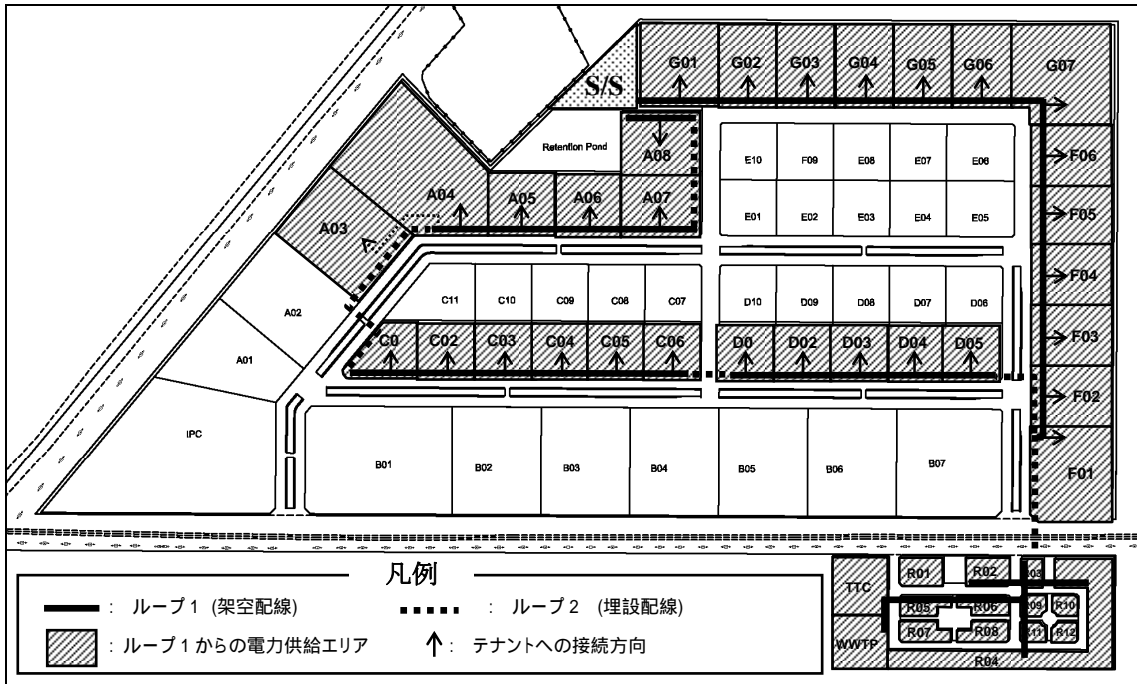 G01 G02 G03 G04 G05 G06 G07
S/S
Retention Pond A08
E10 F09 E08 E07 E06 F06
A04 A05 A06 A07
E01 E02 E03 E04 E05 F05
A03
F04
A02 C11 C10 C09 C08 C07 D10 D09 D08 D07 D06
F03
A01 C0 C02 C03 C04 C05 C06 D0 D02 D03 D04 D05
F02
IPC B01 B02 B03 B04 B05 B06 B07 F01
凡例
: ループ1 (架空配線)
: ループ2 (埋設配線)
: ループ1からの電力供給エリア
: テナントへの接続方向
TTC R01 R02 R03
R05 R06 R09 R10
WWTP R07 R08 R11 R12
R04